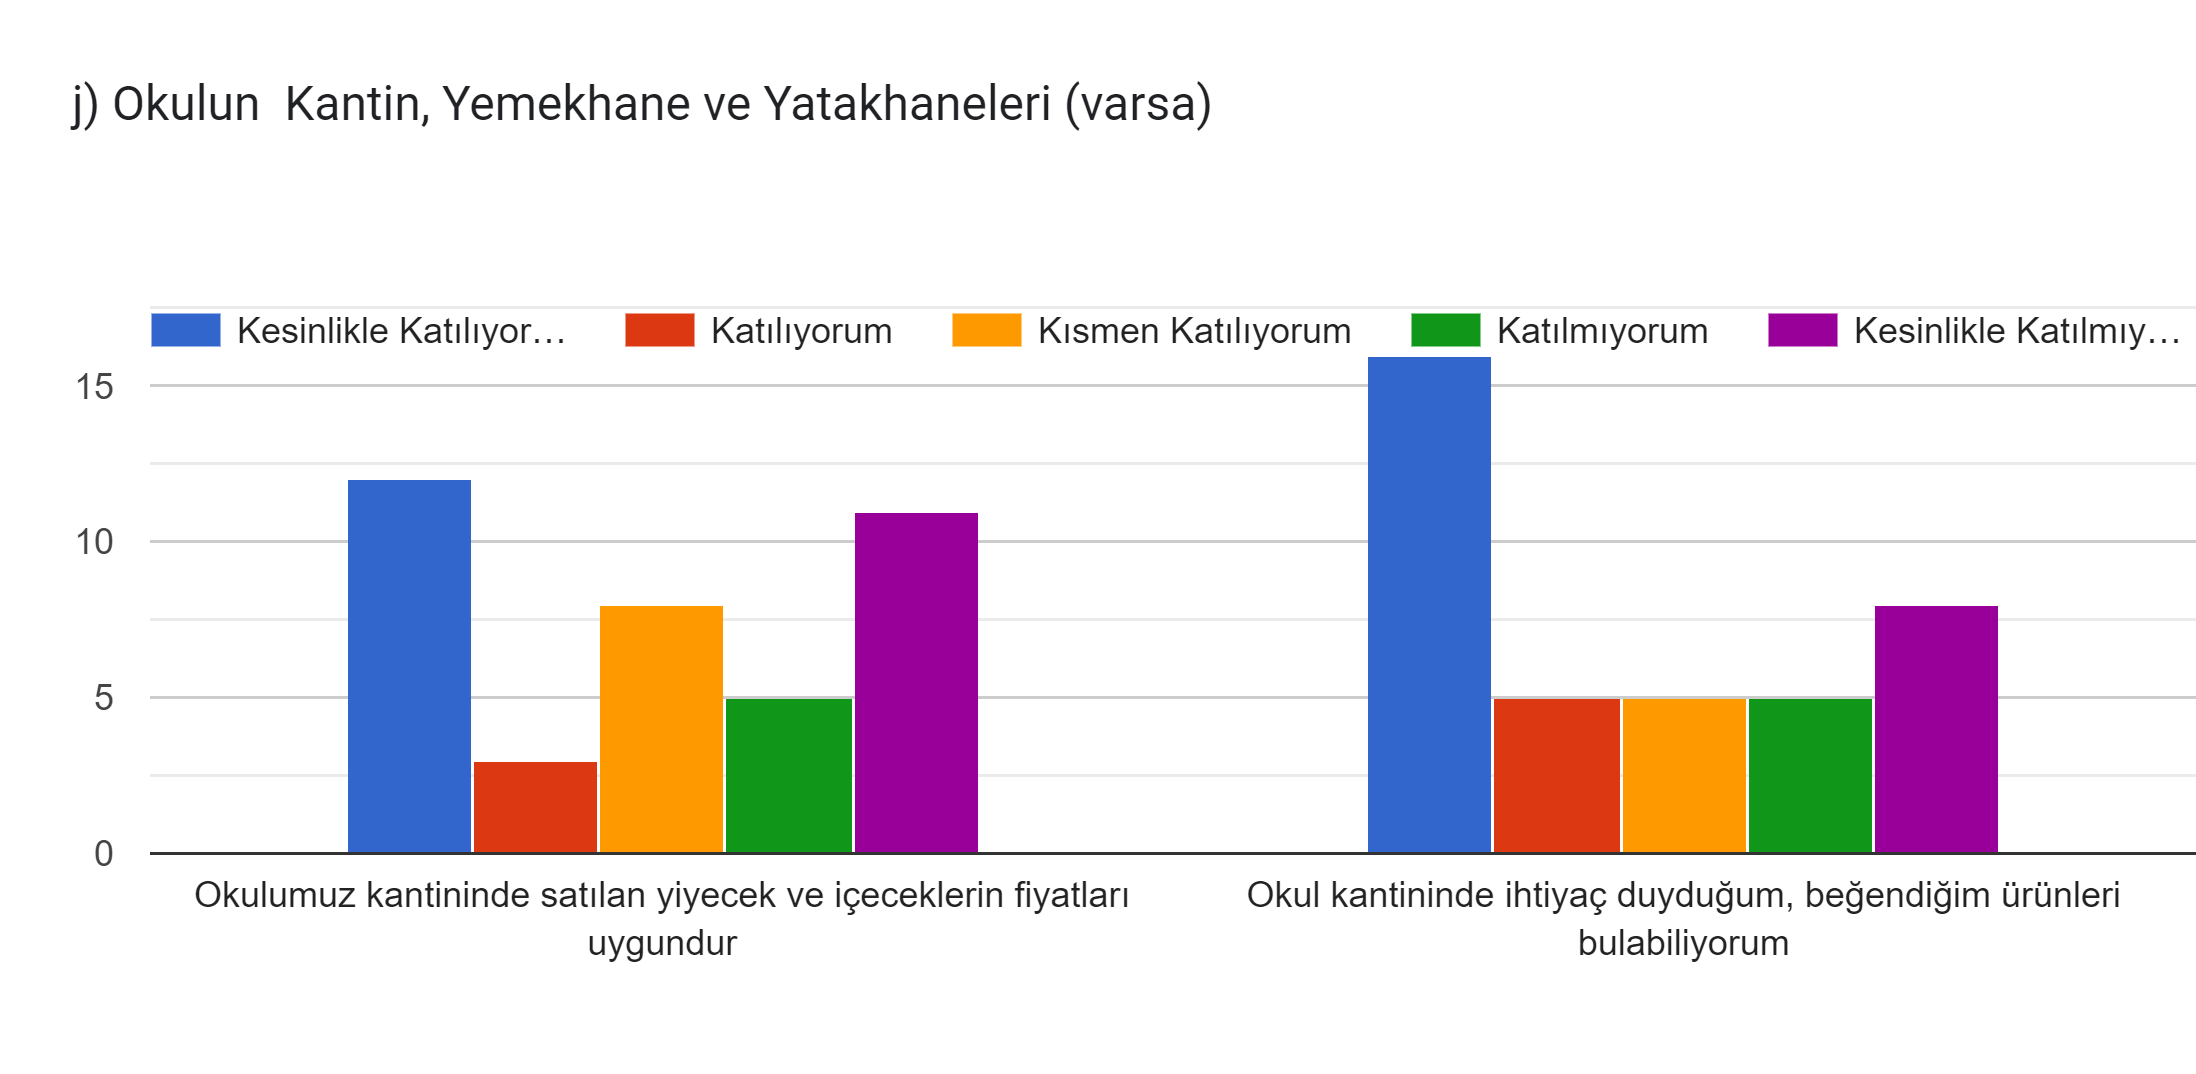 j) Okulun  Kantin, Yemekhane ve Yatakhaneleri (varsa)
Kesinlikle Katılıyor… Katılıyorum Kısmen Katılıyorum Katılmıyorum Kesinlikle Katılmıy…
15
10
5
0
Okulumuz kantininde satılan yiyecek ve içeceklerin fiyatları
uygundur
Okul kantininde ihtiyaç duyduğum, beğendiğim ürünleri
bulabiliyorum